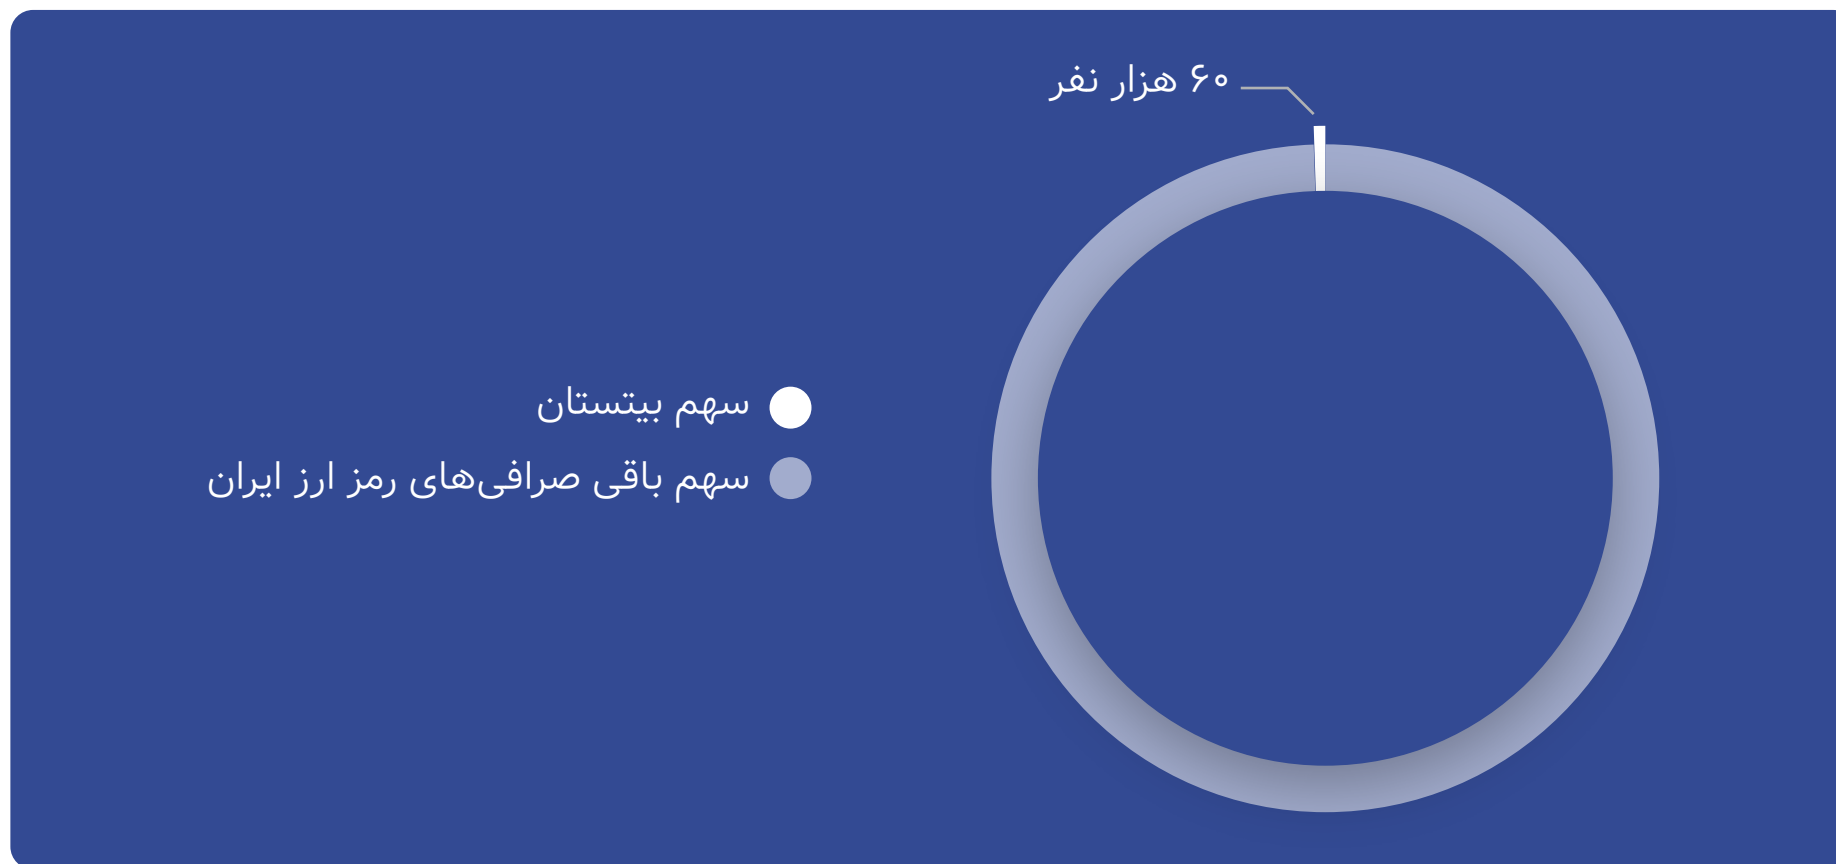 ۶۰ هزار نفر
سهم بیتستان
سهم باقی صرافی‌های رمز ارز ایران